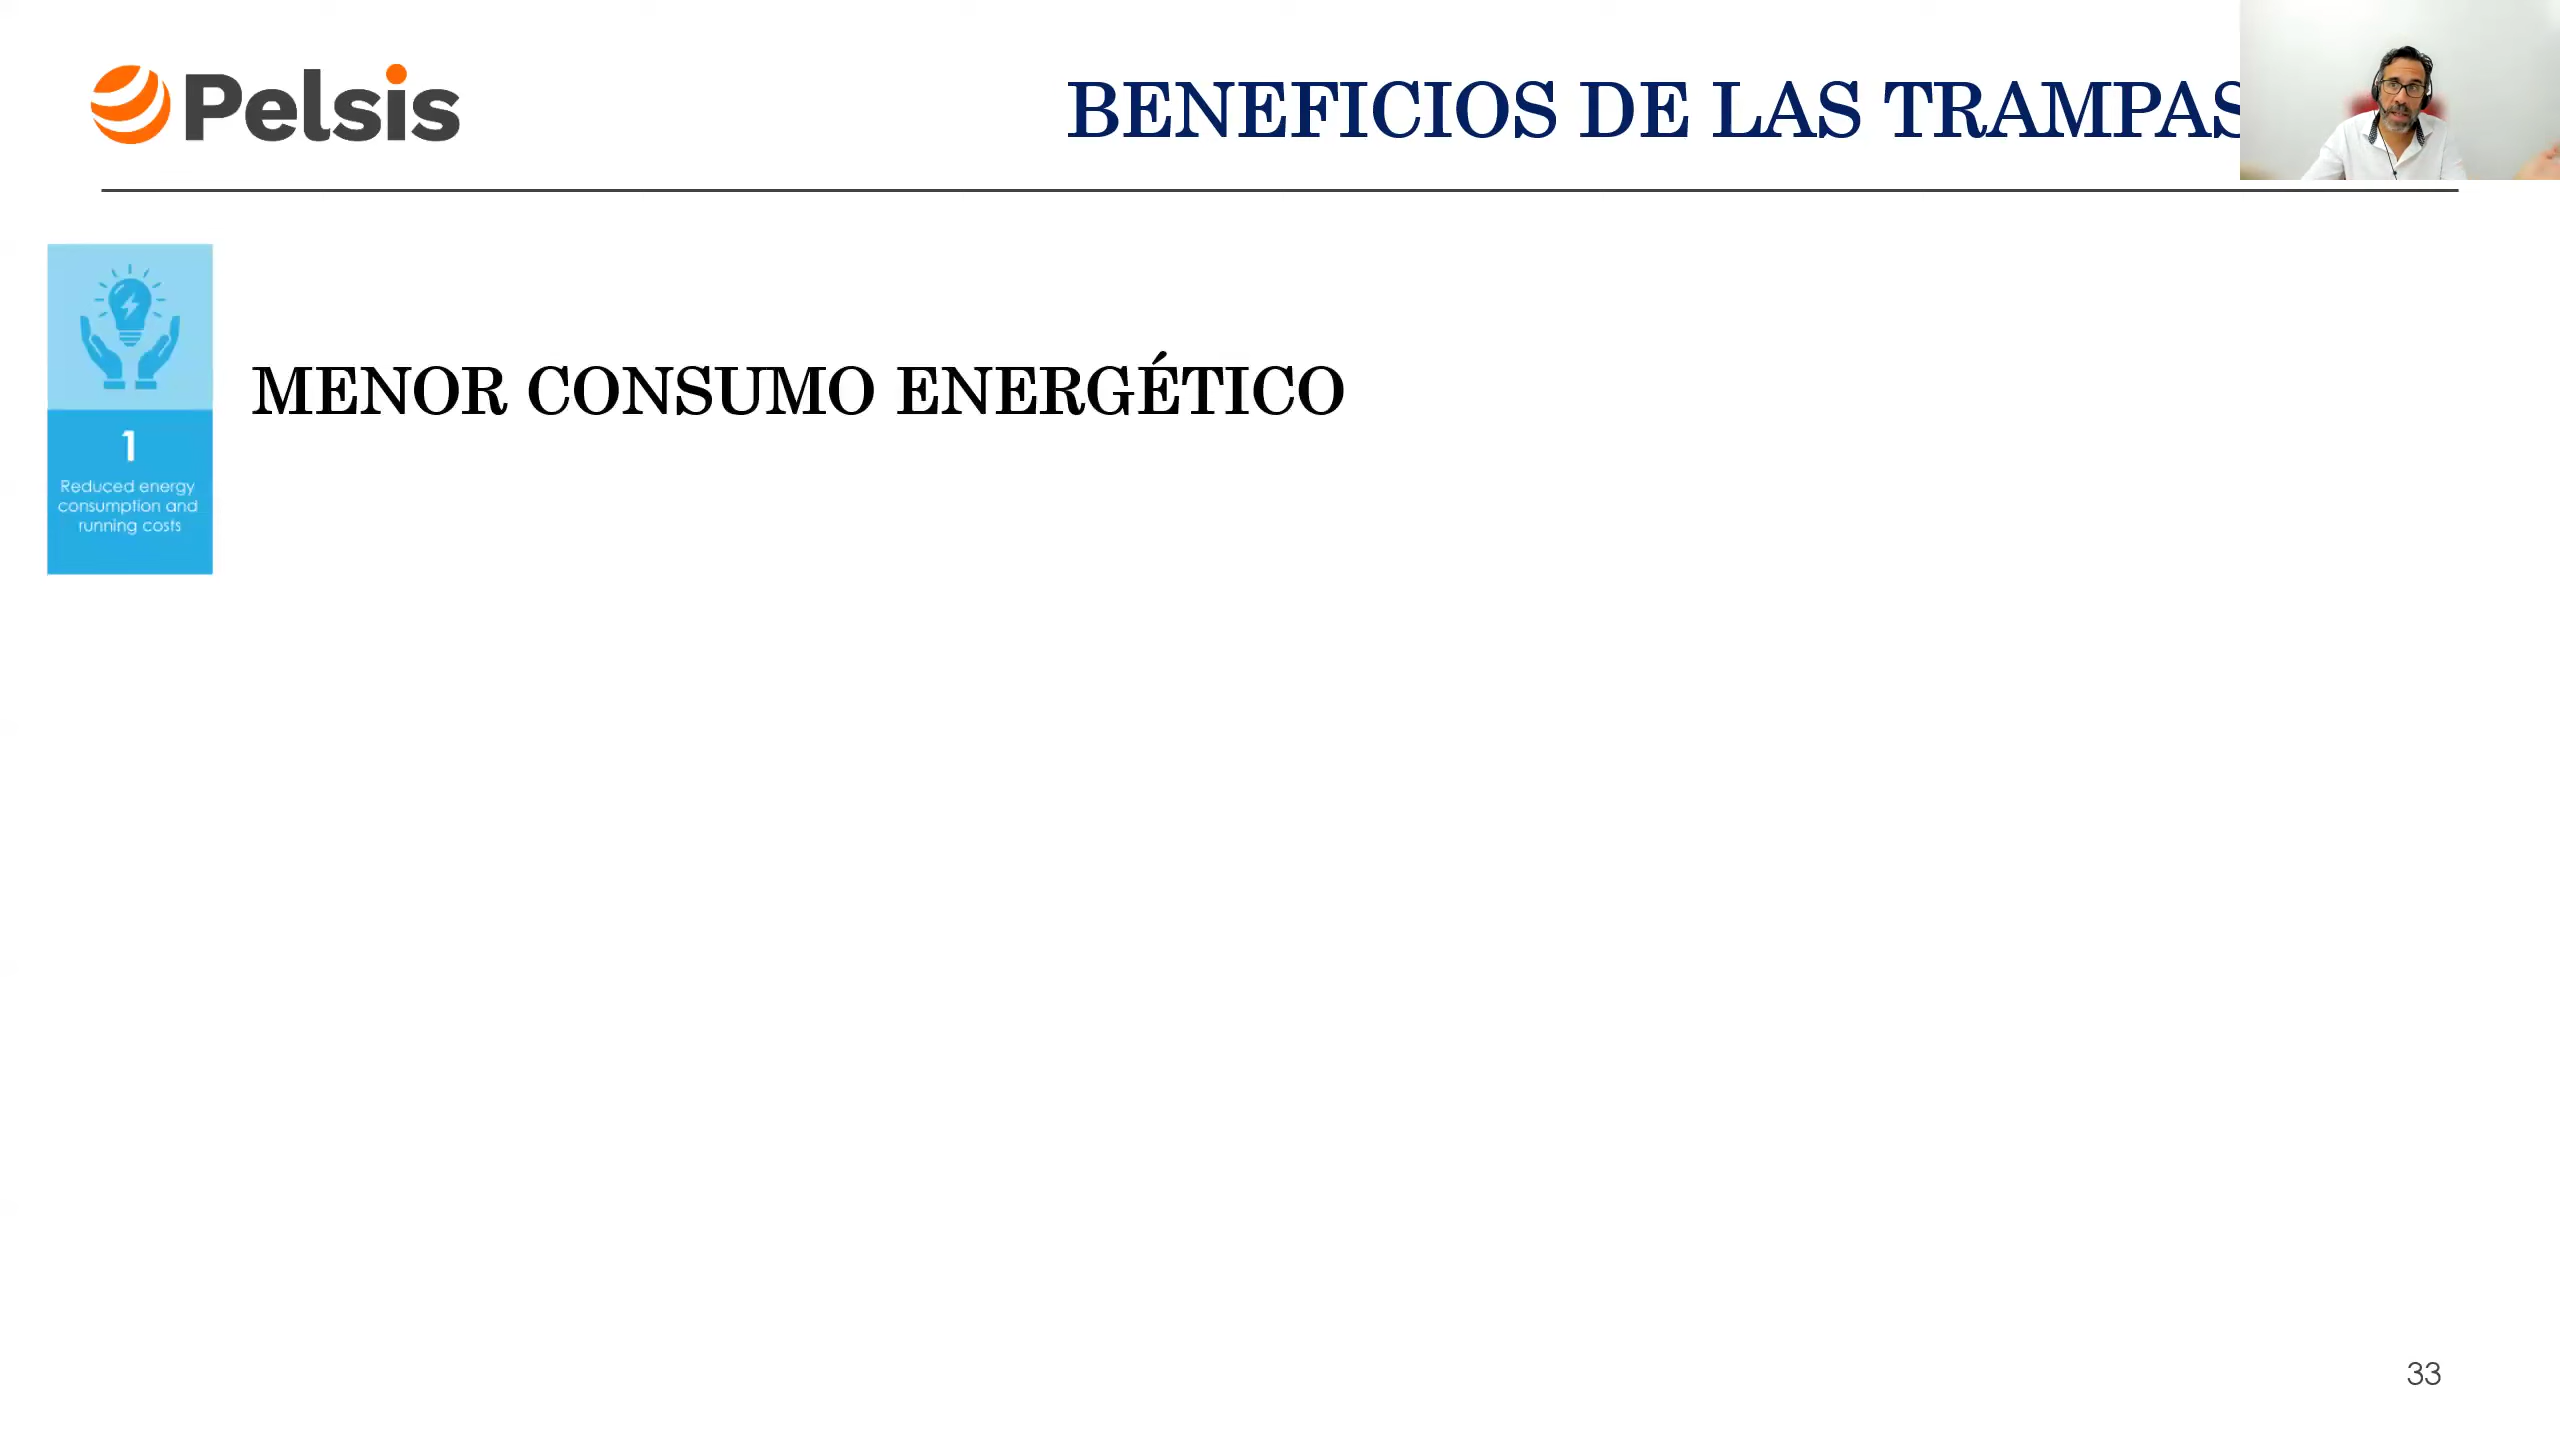 Pelsis
BENEFICIOS DE LAS TRAMPAS
MENOR CONSUMO ENERGÉTICO
1
Reduced energy
consumption and
running costs
33